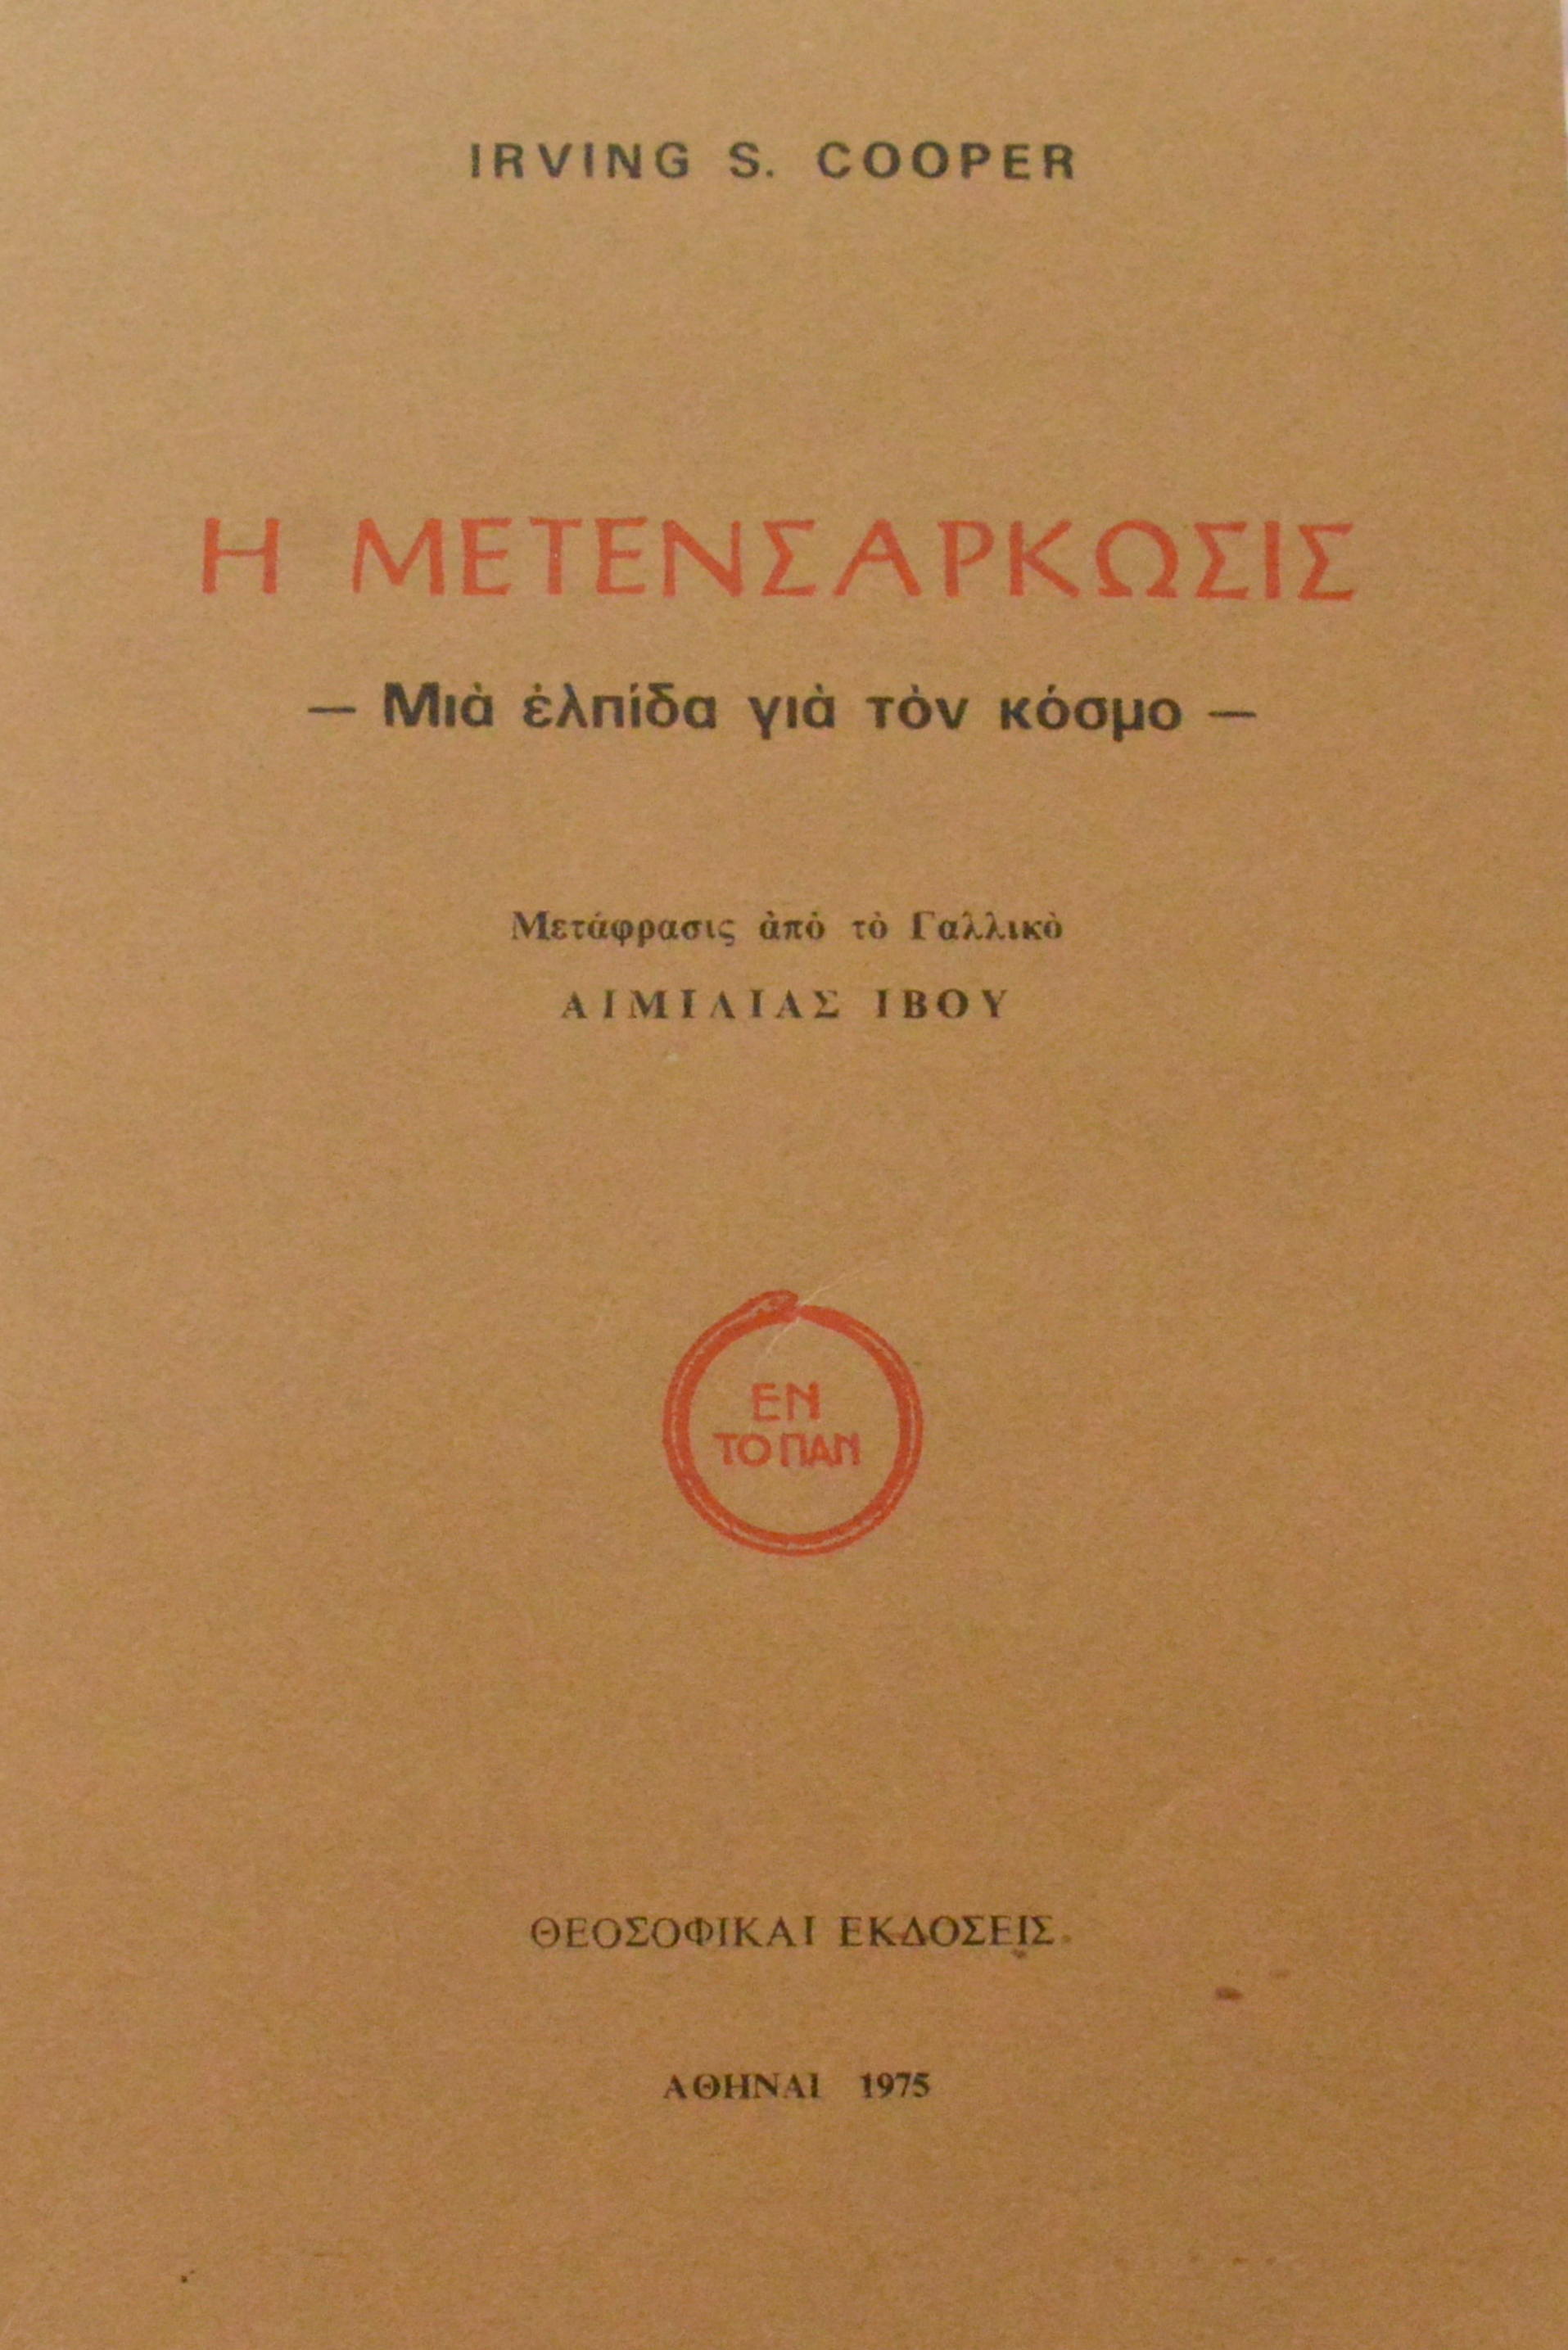 IRVING S. COOPER
Η ΜΕΤΕΝΣΑΡΚΩΣΙΣ
— Μιὰ ἐλπίδα γιὰ τὸν κόσμο —
Μετάφρασις ἀπὸ τὸ Γαλλικὸ
ΑΙΜΙΛΙΑΣ ΙΒΟΥ
ΕΝ
ΤΟ ΠΑΝ
ΘΕΟΣΟΦΙΚΑΙ ΕΚΔΟΣΕΙΣ
ΑΘΗΝΑΙ 1975